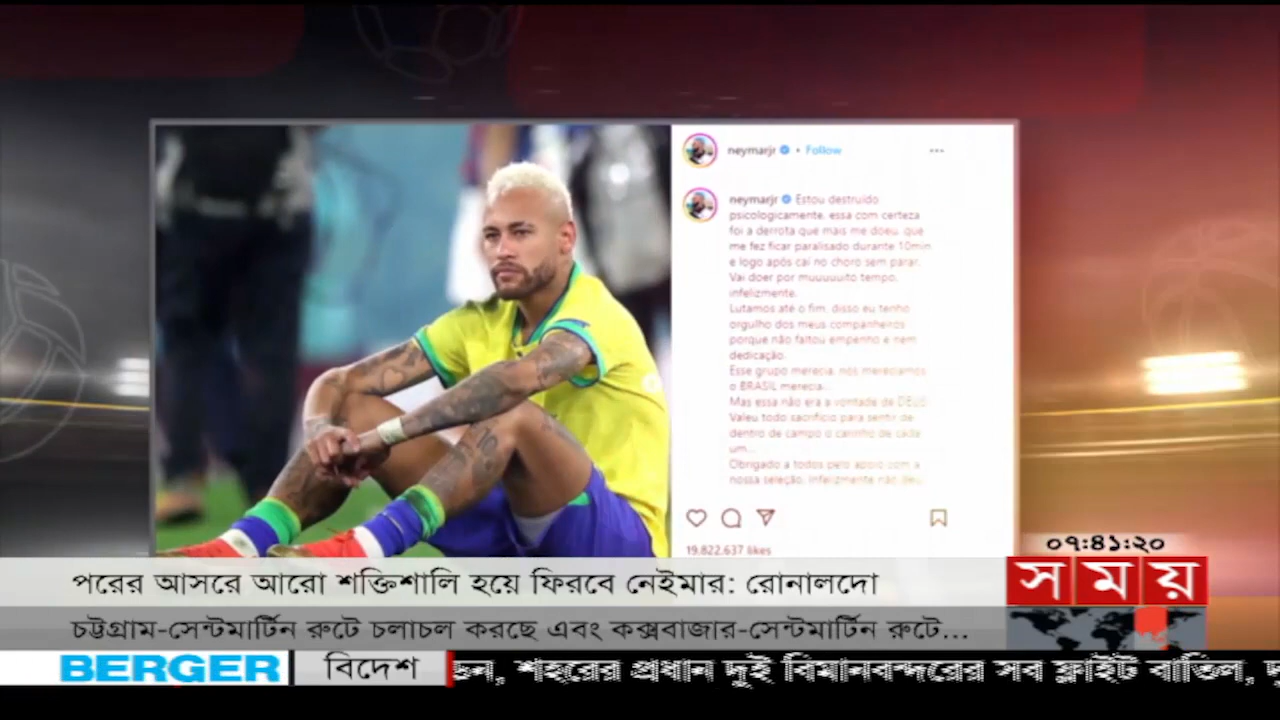 neymarjr • Follow
neymarjr Estou destruído
psicologicamente, essa com certeza
foi a derrota que mais me doeu, que
me fez ficar paralisado durante 10min
e logo após caí no choro sem parar.
Vai doer por muuuuuito tempo,
infelizmente.
Lutamos até o fim, disso eu tenho
orgulho dos meus companheiros
porque não faltou empenho e nem
dedicação.
Esse grupo merecia, nós merecíamos
o BRASIL merecia..
Mas essa não era a vontade de DEUS
Valeu todo sacrifício para sentir de
dentro de campo o carinho de cada
um...
Obrigado a todos pelo apoio com a
nossa seleção, infelizmente não deu
19,822,637 likes
০৭:৪১:২০
সময়
পরের আসরে আরো শক্তিশালি হয়ে ফিরবে নেইমার: রোনালদো
চট্টগ্রাম-সেন্টমার্টিন রুটে চলাচল করছে এবং কক্সবাজার-সেন্টমার্টিন রুটে...
BERGER বিদেশ চন, শহরের প্রধান দুই বিমানবন্দরের সব ফ্লাইট বাতিল,